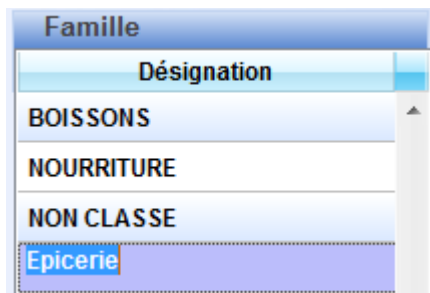 Famille
Désignation
BOISSONS
NOURRITURE
NON CLASSE
Epicerie